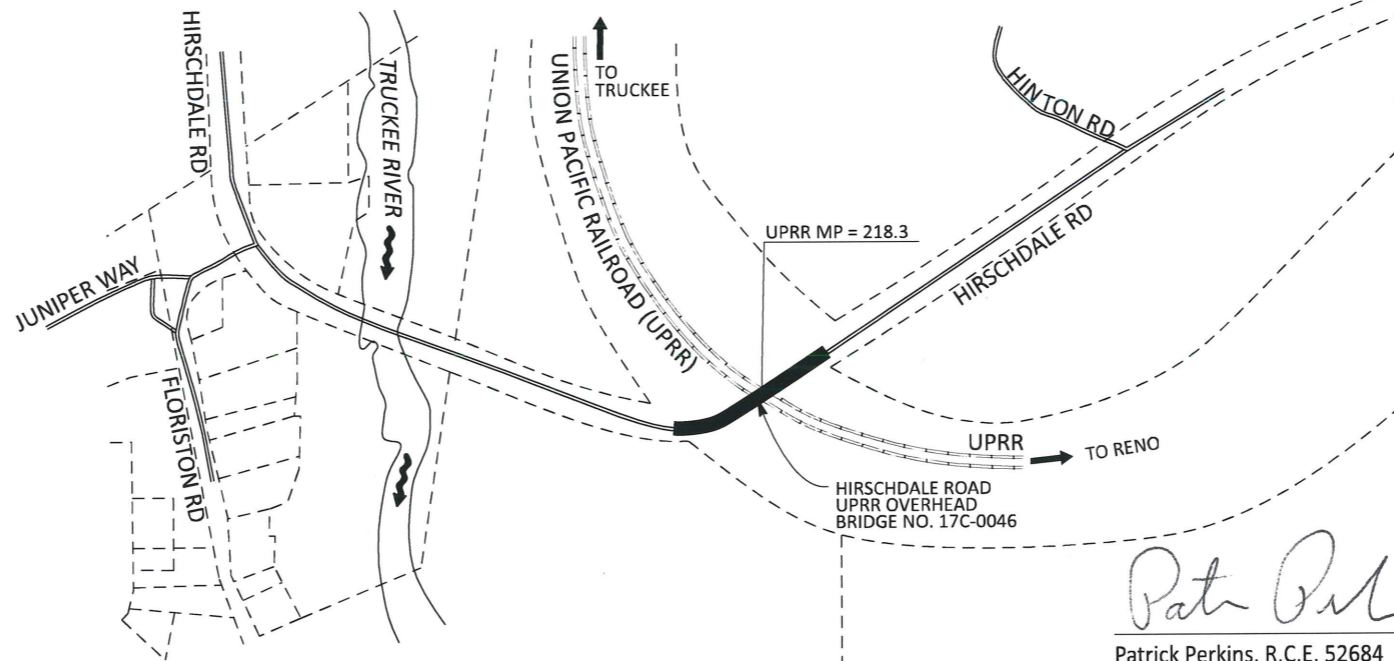 HIRSCHDALE RD
TRUCKEE RIVER
UNION PACIFIC RAILROAD (UPRR)
TO
TRUCKEE
HINTON RD
UPRR MP = 218.3
HIRSCHDALE RD
JUNIPER WAY
FLORISTON RD
UPRR
TO RENO
HIRSCHDALE ROAD
UPRR OVERHEAD
BRIDGE NO. 17C-0046
Patrick Perkins, R.C.E. 52684